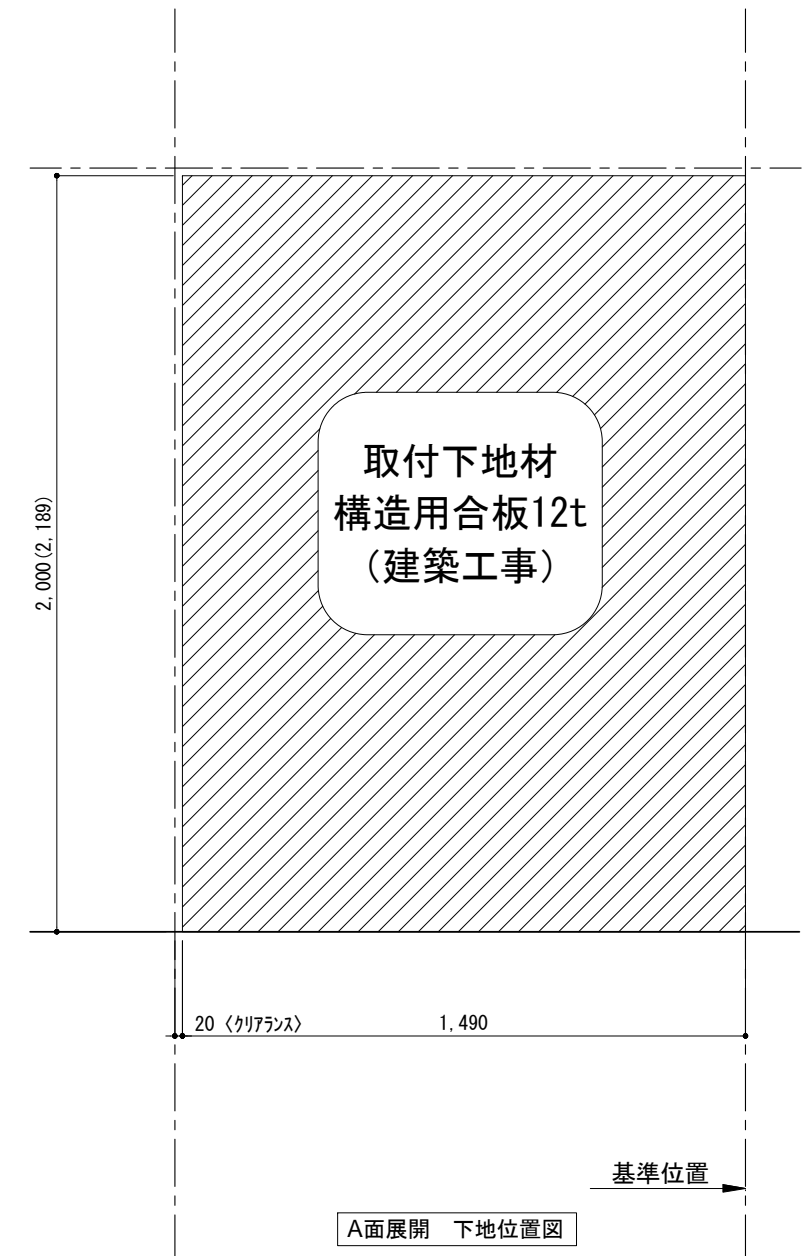 取付下地材
構造用合板12t
(建築工事)
2,000(2,189)
20 〈ｸﾘｱﾗﾝｽ〉
1,490
基準位置
A面展開　下地位置図